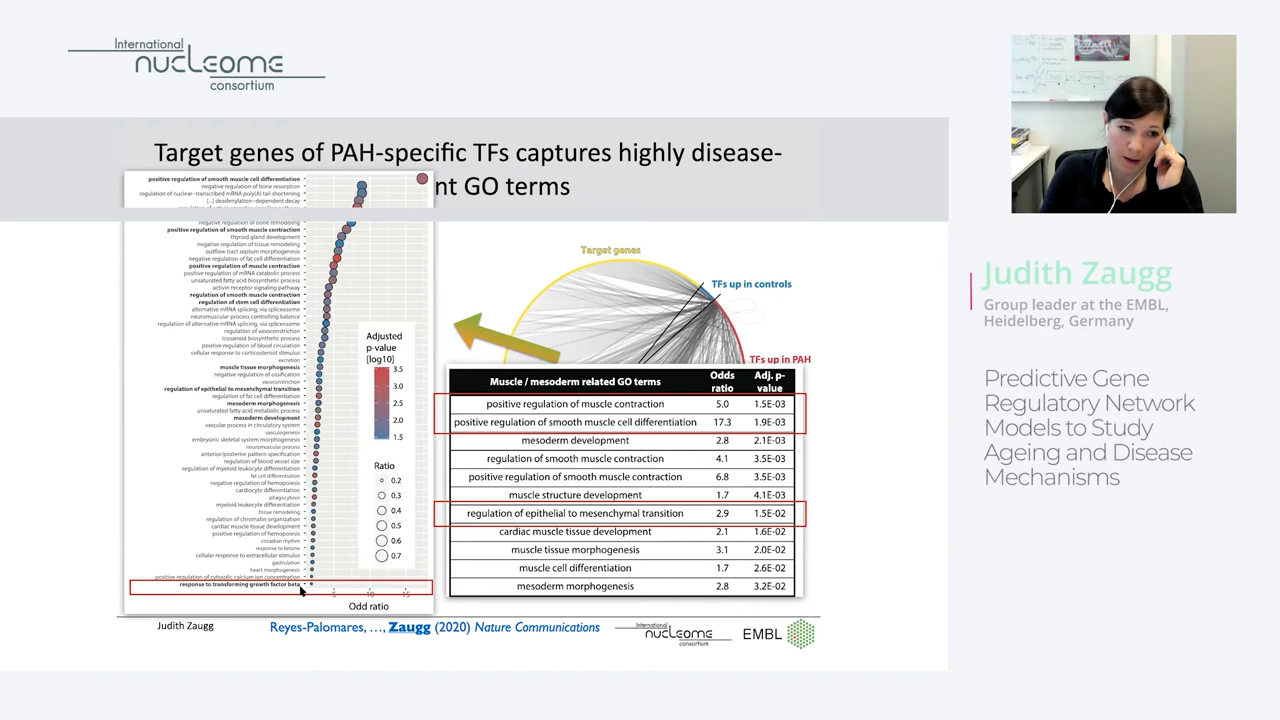 International
nucleome
consortium
Target genes of PAH-specific TFs captures highly disease-
nt GO terms
positive regulation of smooth muscle cell differentiation
negative regulation of bone resorption
regulation of nuclear-transcribed mRNA poly(A) tail shortening
[...] deadenylation-dependent decay
negative regulation of bone remodeling
positive regulation of smooth muscle contraction
thyroid gland development
negative regulation of tissue remodeling
outflow tract septum morphogenesis
negative regulation of fat cell differentiation
positive regulation of muscle contraction
positive regulation of mRNA catabolic process
unsaturated fatty acid biosynthetic process
activin receptor signaling pathway
regulation of smooth muscle contraction
regulation of stem cell differentiation
alternative mRNA splicing, via spliceosome
neuromuscular process controlling balance
regulation of alternative mRNA splicing, via spliceosome
regulation of vasoconstriction
icosanoid biosynthetic process
positive regulation of blood circulation
cellular response to corticosteroid stimulus
excretion
muscle tissue morphogenesis
negative regulation of ossification
vasoconstriction
regulation of epithelial to mesenchymal transition
regulation of fat cell differentiation
mesoderm morphogenesis
unsaturated fatty acid metabolic process
mesoderm development
vascular process in circulatory system
vasculogenesis
embryonic skeletal system morphogenesis
neuromuscular process
anterior/posterior pattern specification
regulation of blood vessel size
regulation of myeloid leukocyte differentiation
fat cell differentiation
negative regulation of hemopoiesis
cardiocyte differentiation
phagocytosis
myeloid leukocyte differentiation
tissue remodeling
regulation of chromatin organization
cardiac muscle tissue development
positive regulation of hemopoiesis
circadian rhythm
response to ketone
cellular response to extracellular stimulus
gastrulation
heart morphogenesis
positive regulation of cytosolic calcium ion concentration
response to transforming growth factor beta
5 10 15
Odd ratio
Adjusted
p-value
[log10]
3.5
3.0
2.5
2.0
1.5
Ratio
0.2
0.3
0.4
0.5
0.6
0.7
Target genes
TFs up in controls
TFs up in PAH
Muscle / mesoderm related GO terms Odds ratio Adj. p-value
positive regulation of muscle contraction 5.0 1.5E-03
positive regulation of smooth muscle cell differentiation 17.3 1.9E-03
mesoderm development 2.8 2.1E-03
regulation of smooth muscle contraction 4.1 3.5E-03
positive regulation of smooth muscle contraction 6.8 3.5E-03
muscle structure development 1.7 4.1E-03
regulation of epithelial to mesenchymal transition 2.9 1.5E-02
cardiac muscle tissue development 2.1 1.6E-02
muscle tissue morphogenesis 3.1 2.0E-02
muscle cell differentiation 1.7 2.6E-02
mesoderm morphogenesis 2.8 3.2E-02
Judith Zaugg
Reyes-Palomares, ..., Zaugg (2020) Nature Communications
International
nucleome
consortium
EMBL
Judith Zaugg
Group leader at the EMBL,
Heidelberg, Germany
Predictive Gene
Regulatory Network
Models to Study
Ageing and Disease
Mechanisms